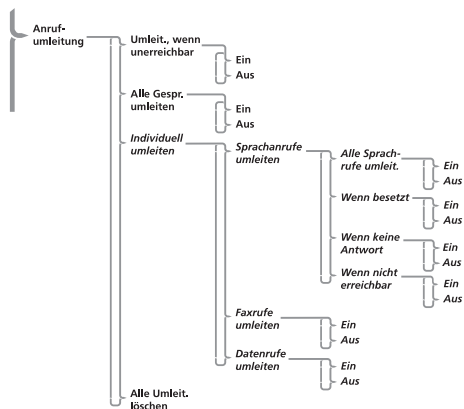 Anruf-
umleitung
Umleit., wenn
unerreichbar
Ein
Aus
Alle Gespr.
umleiten
Ein
Aus
Individuell
umleiten
Sprachanrufe
umleiten
Alle Sprach-
rufe umleit.
Ein
Aus
Wenn besetzt
Ein
Aus
Wenn keine
Antwort
Ein
Aus
Wenn nicht
erreichbar
Ein
Aus
Faxrufe
umleiten
Ein
Aus
Datenrufe
umleiten
Ein
Aus
Alle Umleit.
löschen